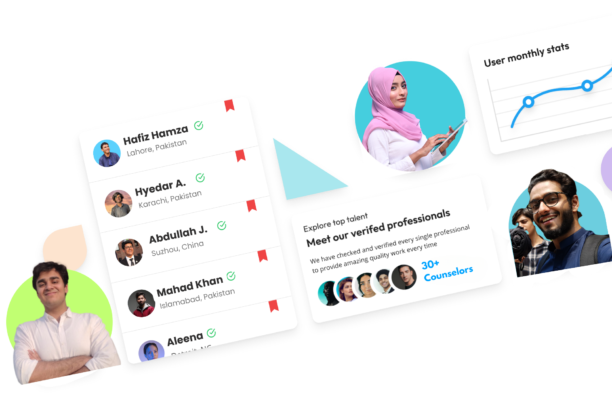 Hafiz Hamza
Lahore, Pakistan
Hyedar A.
Karachi, Pakistan
Abdullah J.
Suzhou, China
Mahad Khan
Islamabad, Pakistan
Aleena
User monthly stats
Explore top talent
Meet our verifed professionals
We have checked and verified every single professional
to provide amazing quality work every time
30+
Counselors